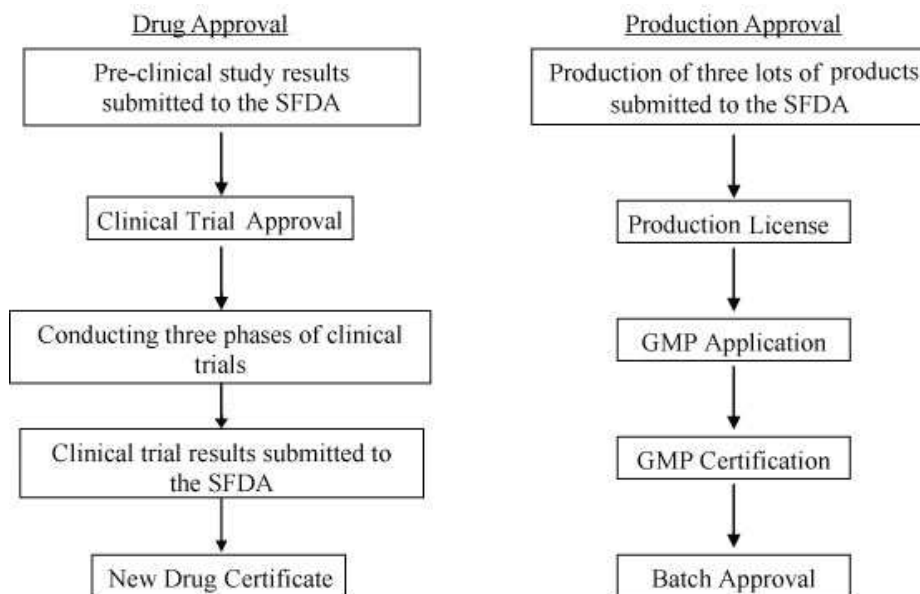 Drug Approval
Pre-clinical study results
submitted to the SFDA
Clinical Trial Approval
Conducting three phases of clinical
trials
Clinical trial results submitted to
the SFDA
New Drug Certificate
Production Approval
Production of three lots of products
submitted to the SFDA
Production License
GMP Application
GMP Certification
Batch Approval